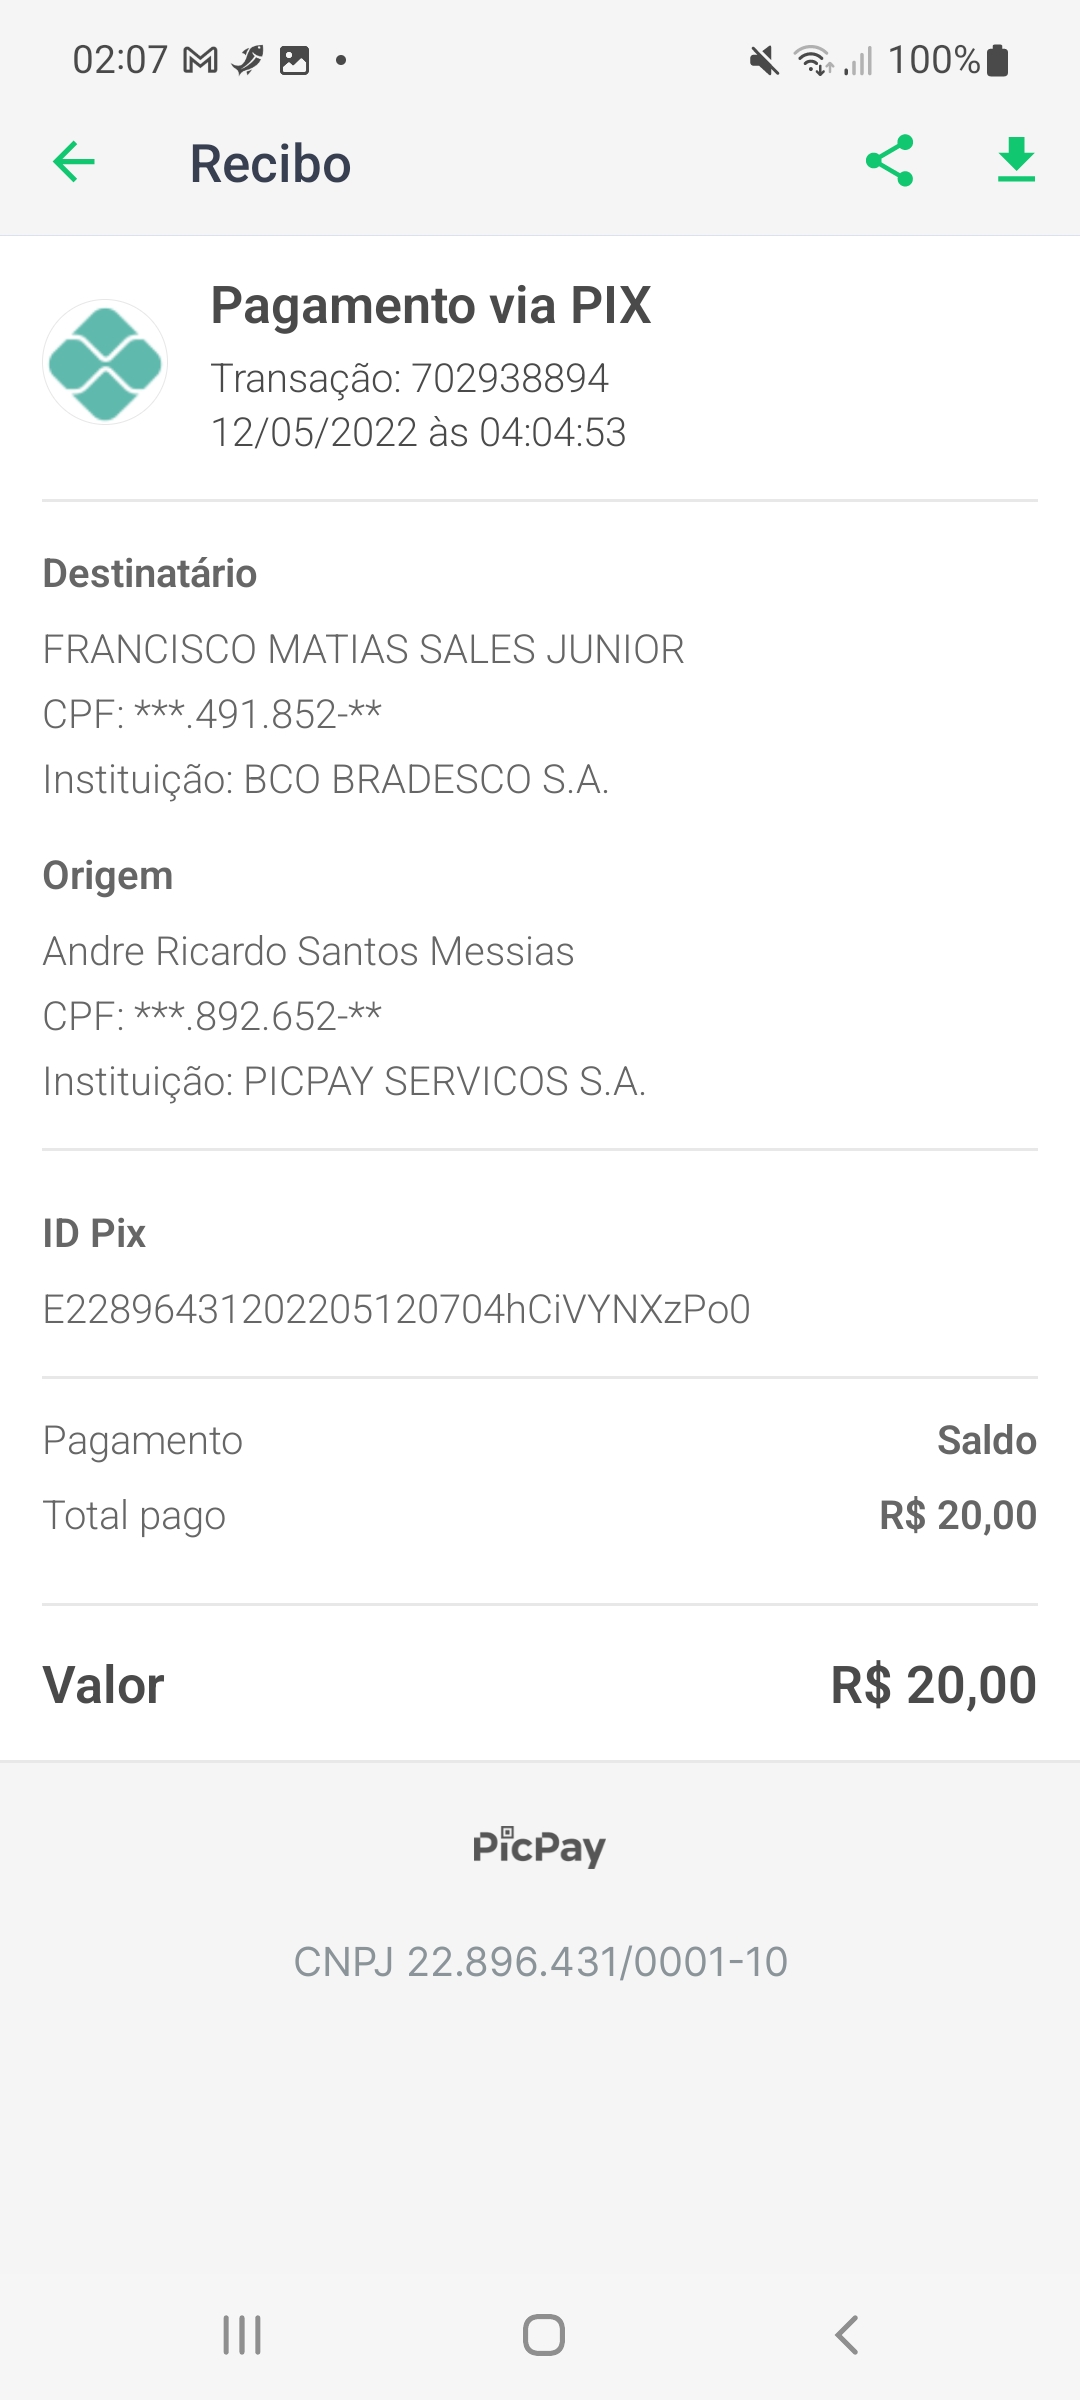 02:07 100%
Recibo
Pagamento via PIX
Transação: 702938894
12/05/2022 às 04:04:53
Destinatário
FRANCISCO MATIAS SALES JUNIOR
CPF: ***.491.852-**
Instituição: BCO BRADESCO S.A.
Origem
Andre Ricardo Santos Messias
CPF: ***.892.652-**
Instituição: PICPAY SERVICOS S.A.
ID Pix
E22896431202205120704hCiVYNXzPo0
Pagamento Saldo
Total pago R$ 20,00
Valor R$ 20,00
PicPay
CNPJ 22.896.431/0001-10